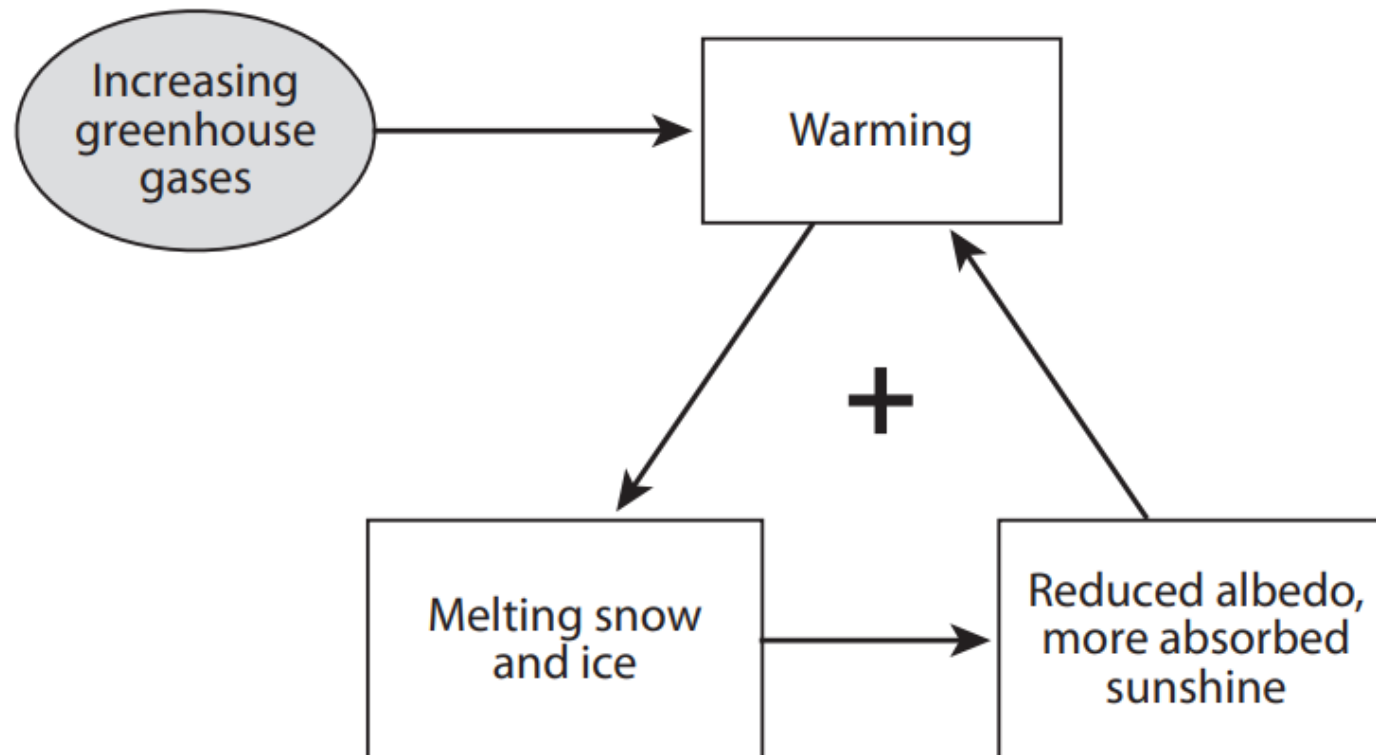 Increasing
greenhouse
gases
Warming
+
Melting snow
and ice
Reduced albedo,
more absorbed
sunshine